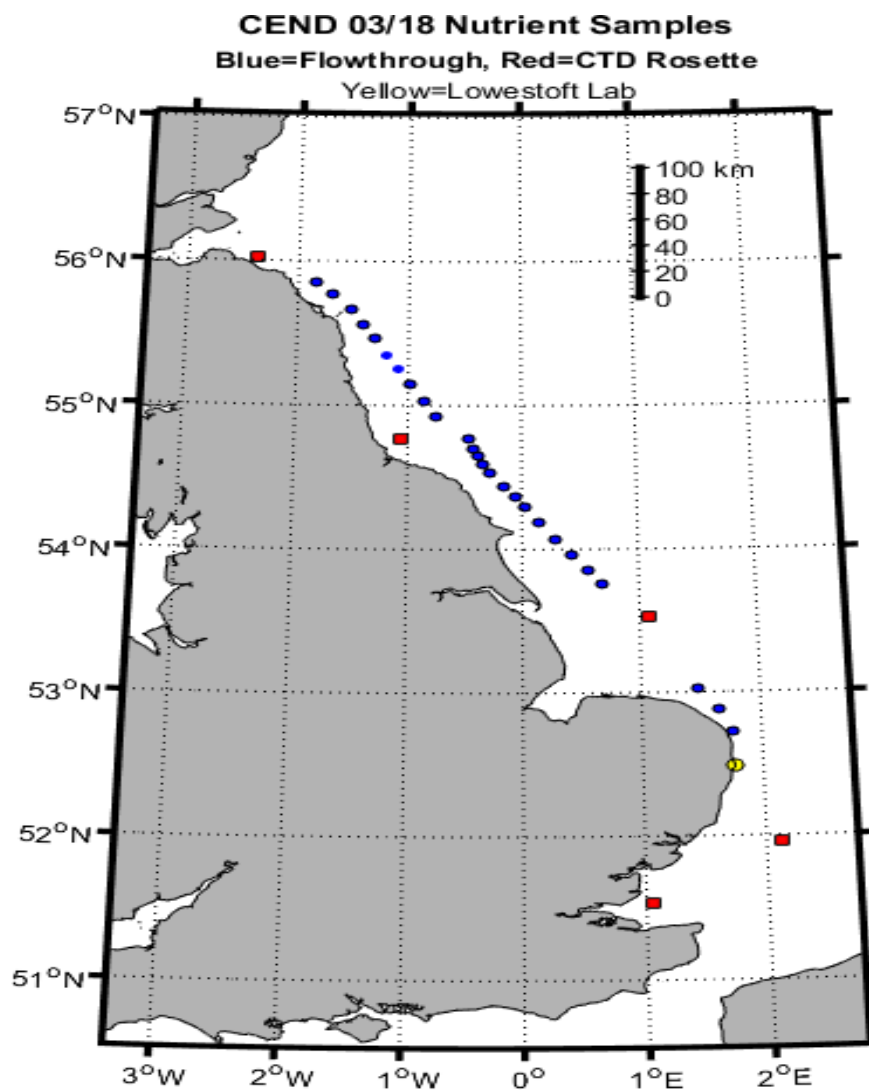 CEND 03/18 Nutrient Samples
Blue=Flowthrough, Red=CTD Rosette
Yellow=Lowestoft Lab
57°N
100 km
80
60
56°N
40
20
0
55°N
54°N
53°N
52°N
51°N
3°W
2°W
1°W
0°
1°E
2°E